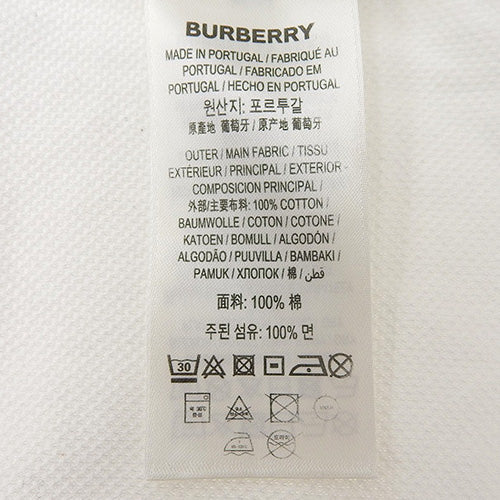 BURBERRY
MADE IN PORTUGAL / FABRIQUÉ AU
PORTUGAL / FABRICADO EM
PORTUGAL / HECHO EN PORTUGAL
원산지: 포르투갈
原產地 葡萄牙 / 原产地 葡萄牙
OUTER / MAIN FABRIC / TISSU
EXTÉRIEUR / PRINCIPAL / EXTERIOR -
COMPOSICION PRINCIPAL /
外部/主要布料: 100% COTTON /
BAUMWOLLE / COTON / COTONE /
KATOEN / BOMULL / ALGODÓN /
ALGODÃO / PUUVILLA / BAMBAKI /
PAMUK / ХЛОПОК / 棉 / قطن
面料: 100% 棉
주된 섬유: 100% 면
30